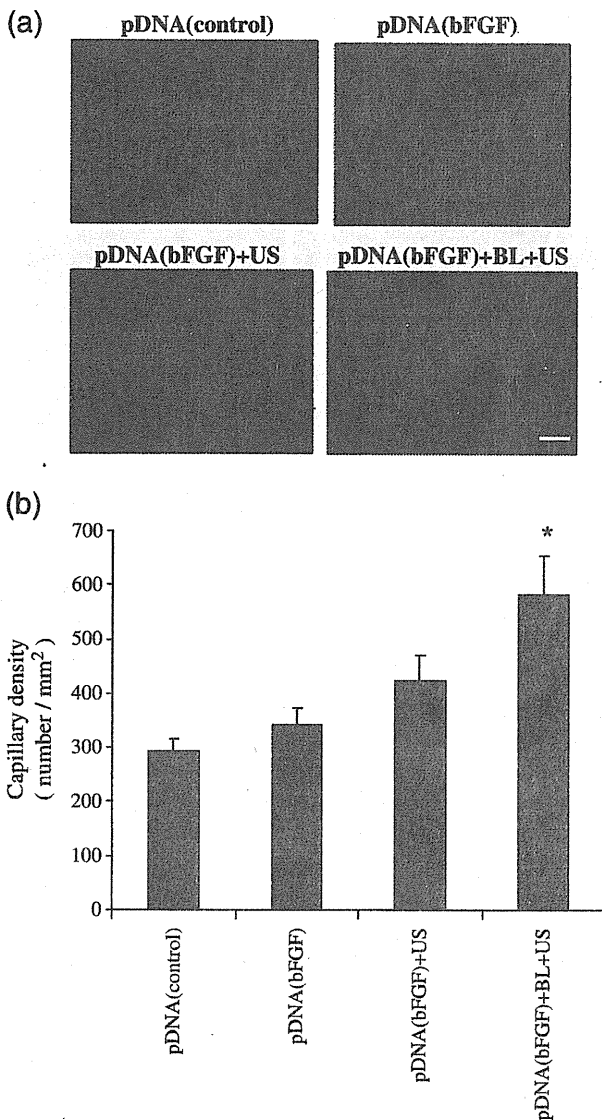 (a)
pDNA(control)
pDNA(bFGF)
pDNA(bFGF)+US
pDNA(bFGF)+BL+US
(b)
Capillary density
( number / mm²)
700
600
500
400
300
200
100
0
*
pDNA(control)
pDNA(bFGF)
pDNA(bFGF)+US
pDNA(bFGF)+BL+US